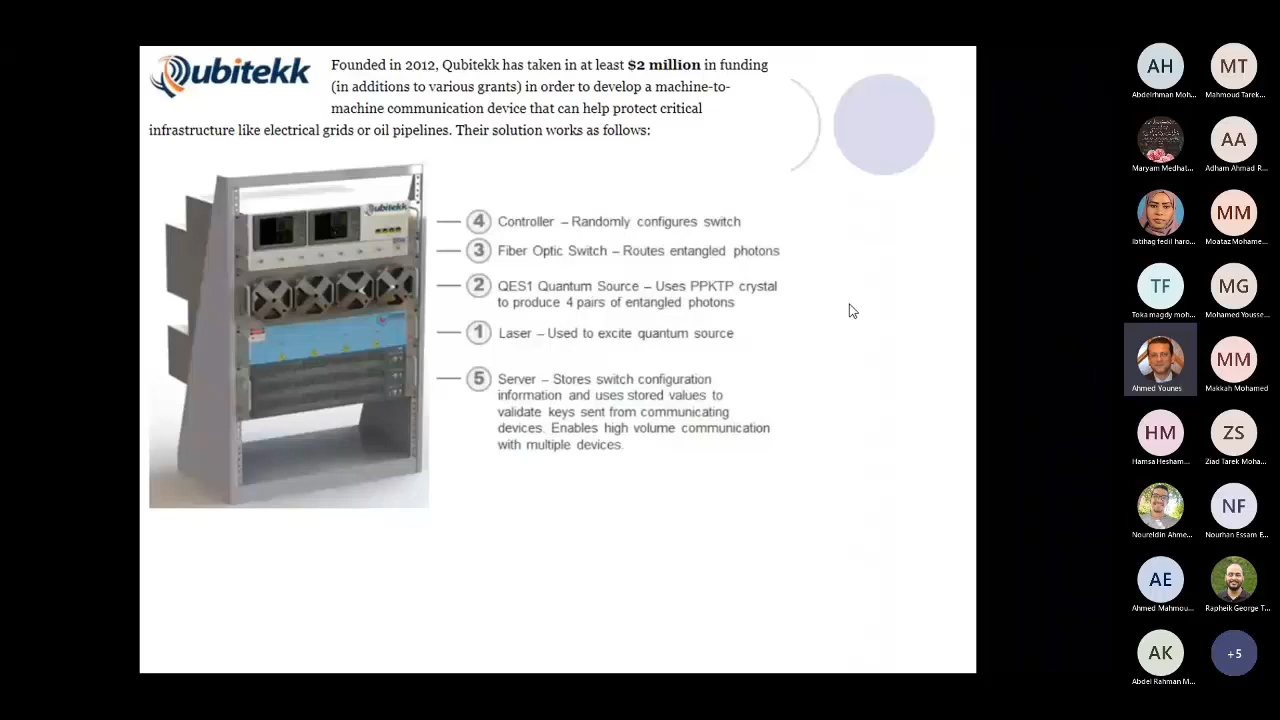 Qubitekk
Founded in 2012, Qubitekk has taken in at least $2 million in funding
(in additions to various grants) in order to develop a machine-to-
machine communication device that can help protect critical
infrastructure like electrical grids or oil pipelines. Their solution works as follows:
Qubitekk
4 Controller – Randomly configures switch
3 Fiber Optic Switch – Routes entangled photons
2 QES1 Quantum Source – Uses PPKTP crystal
to produce 4 pairs of entangled photons
1 Laser – Used to excite quantum source
5 Server – Stores switch configuration
information and uses stored values to
validate keys sent from communicating
devices. Enables high volume communication
with multiple devices.
AH
Abdelrhman Moh...
MT
Mahmoud Tarek...
Maryam Medhat...
AA
Adham Ahmad R...
Ibtihag fedil haro...
MM
Moataz Mohame...
TF
Toka magdy moh...
MG
Mohamed Yousse...
Ahmed Younes
MM
Makkah Mohamed
HM
Hamsa Hesham...
ZS
Ziad Tarek Moha...
Noureldin Ahme...
NF
Nourhan Essam E...
AE
Ahmed Mahmou...
Rapheik George T...
AK
Abdel Rahman M...
+5